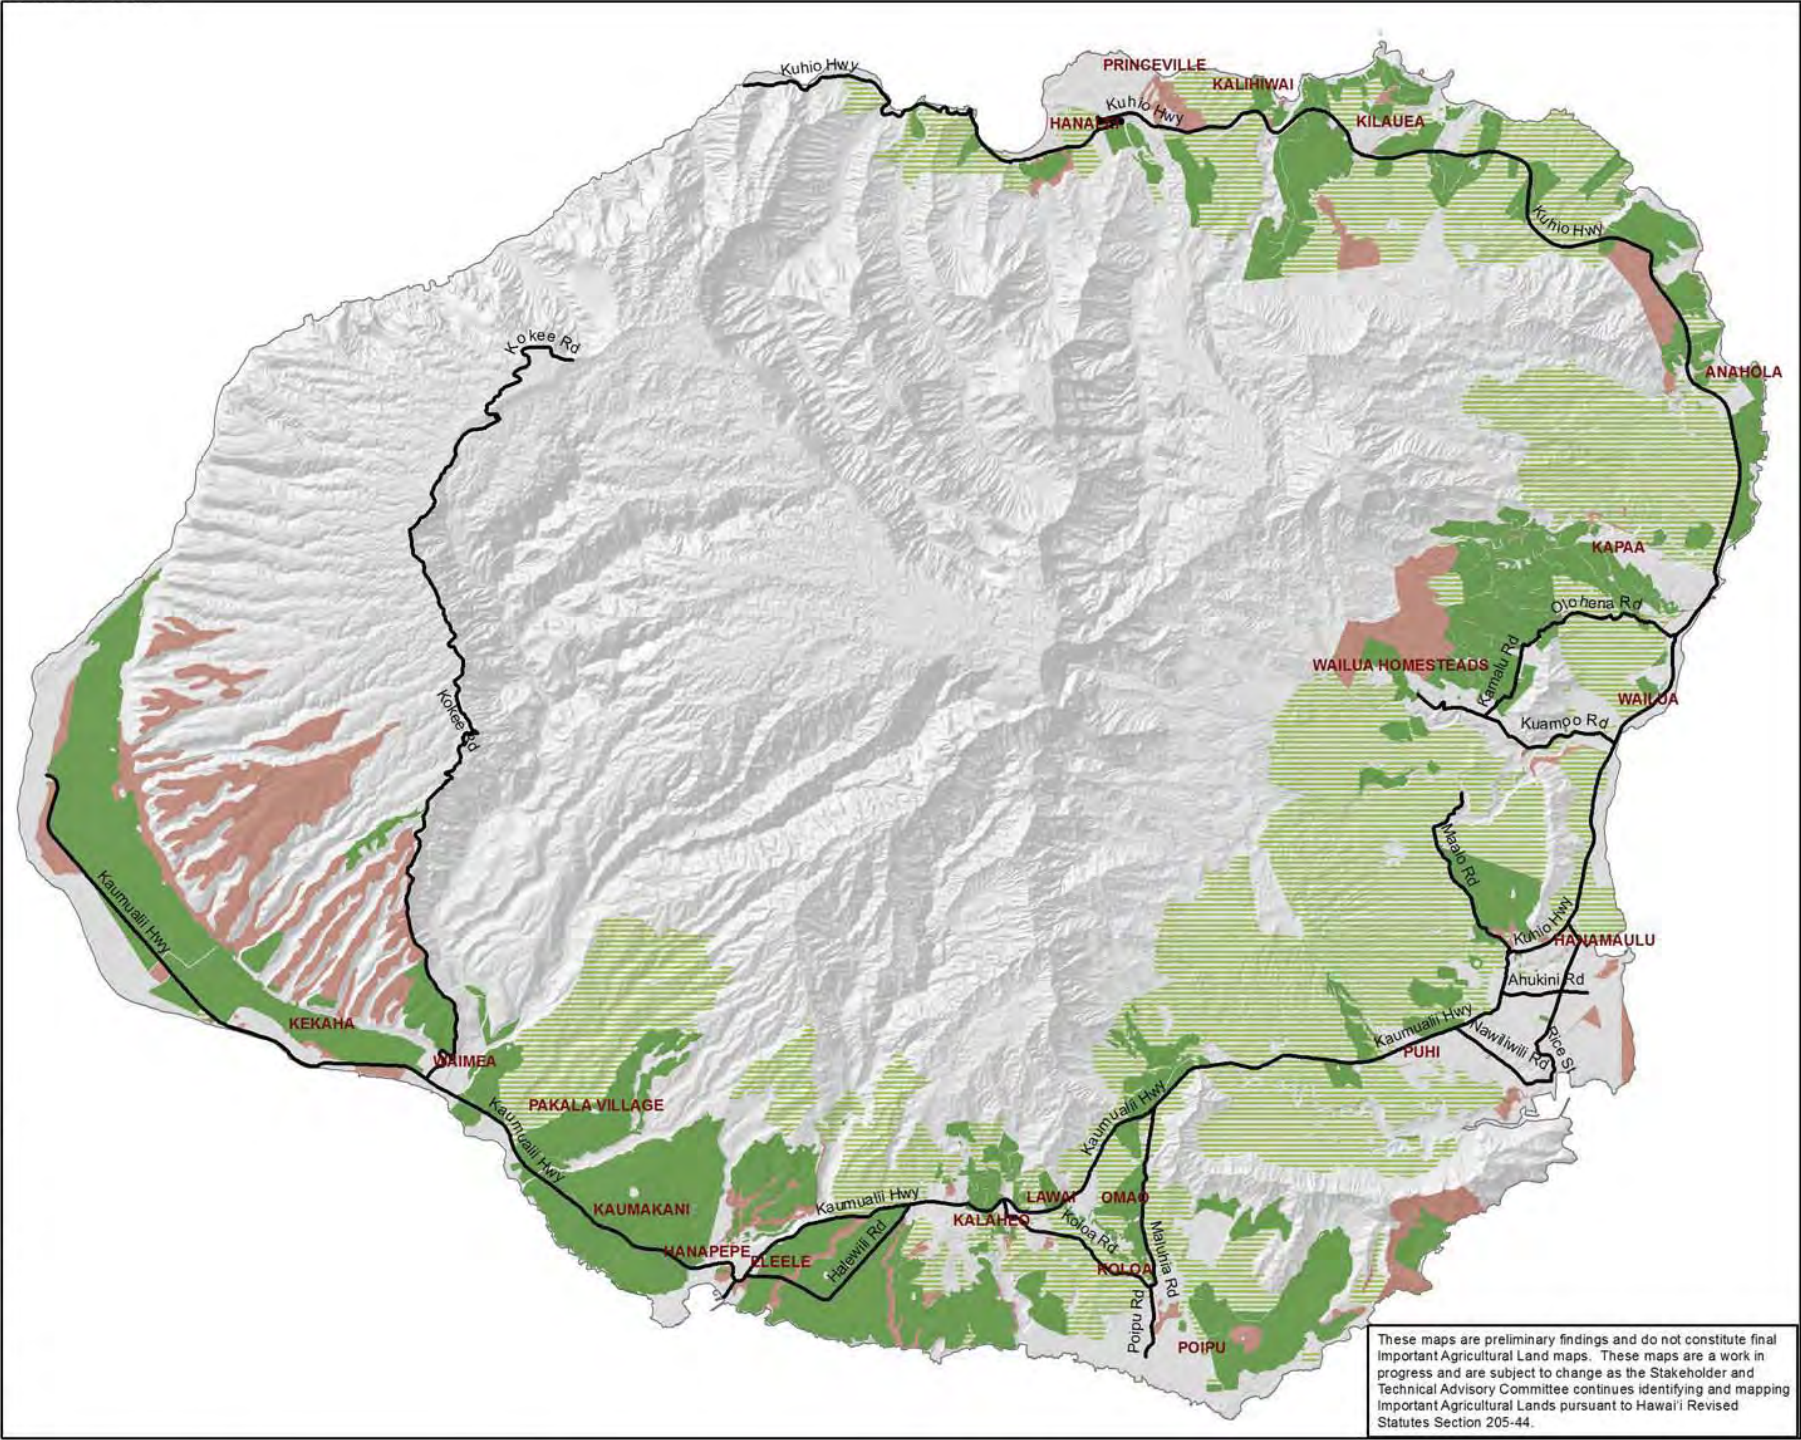 Kuhio Hwy
PRINCEVILLE
KALIHIWAI
Kuhio Hwy
HANALEI
KILAUEA
Kuhio Hwy
Kokee Rd
ANAHOLA
KAPAA
Olohena Rd
Kamalu Rd
WAILUA HOMESTEADS
WAILUA
Kuamoo Rd
Kokee Rd
Maalo Rd
Kaumualii Hwy
Kuhio Hwy
HANAMAULU
Ahukini Rd
KEKAHA
Kaumualii Hwy
Nawiliwili Rd
Rice St
PUHI
WAIMEA
PAKALA VILLAGE
Kaumualii Hwy
Kaumualii Hwy
KAUMAKANI
Kaumualii Hwy
LAWAI
OMAO
KALAHEO
Koloa Rd
Maluhia Rd
HANAPEPE
ELEELE
Halewili Rd
KOLOA
Poipu Rd
POIPU
These maps are preliminary findings and do not constitute final
Important Agricultural Land maps. These maps are a work in
progress and are subject to change as the Stakeholder and
Technical Advisory Committee continues identifying and mapping
Important Agricultural Lands pursuant to Hawai'i Revised
Statutes Section 205-44.